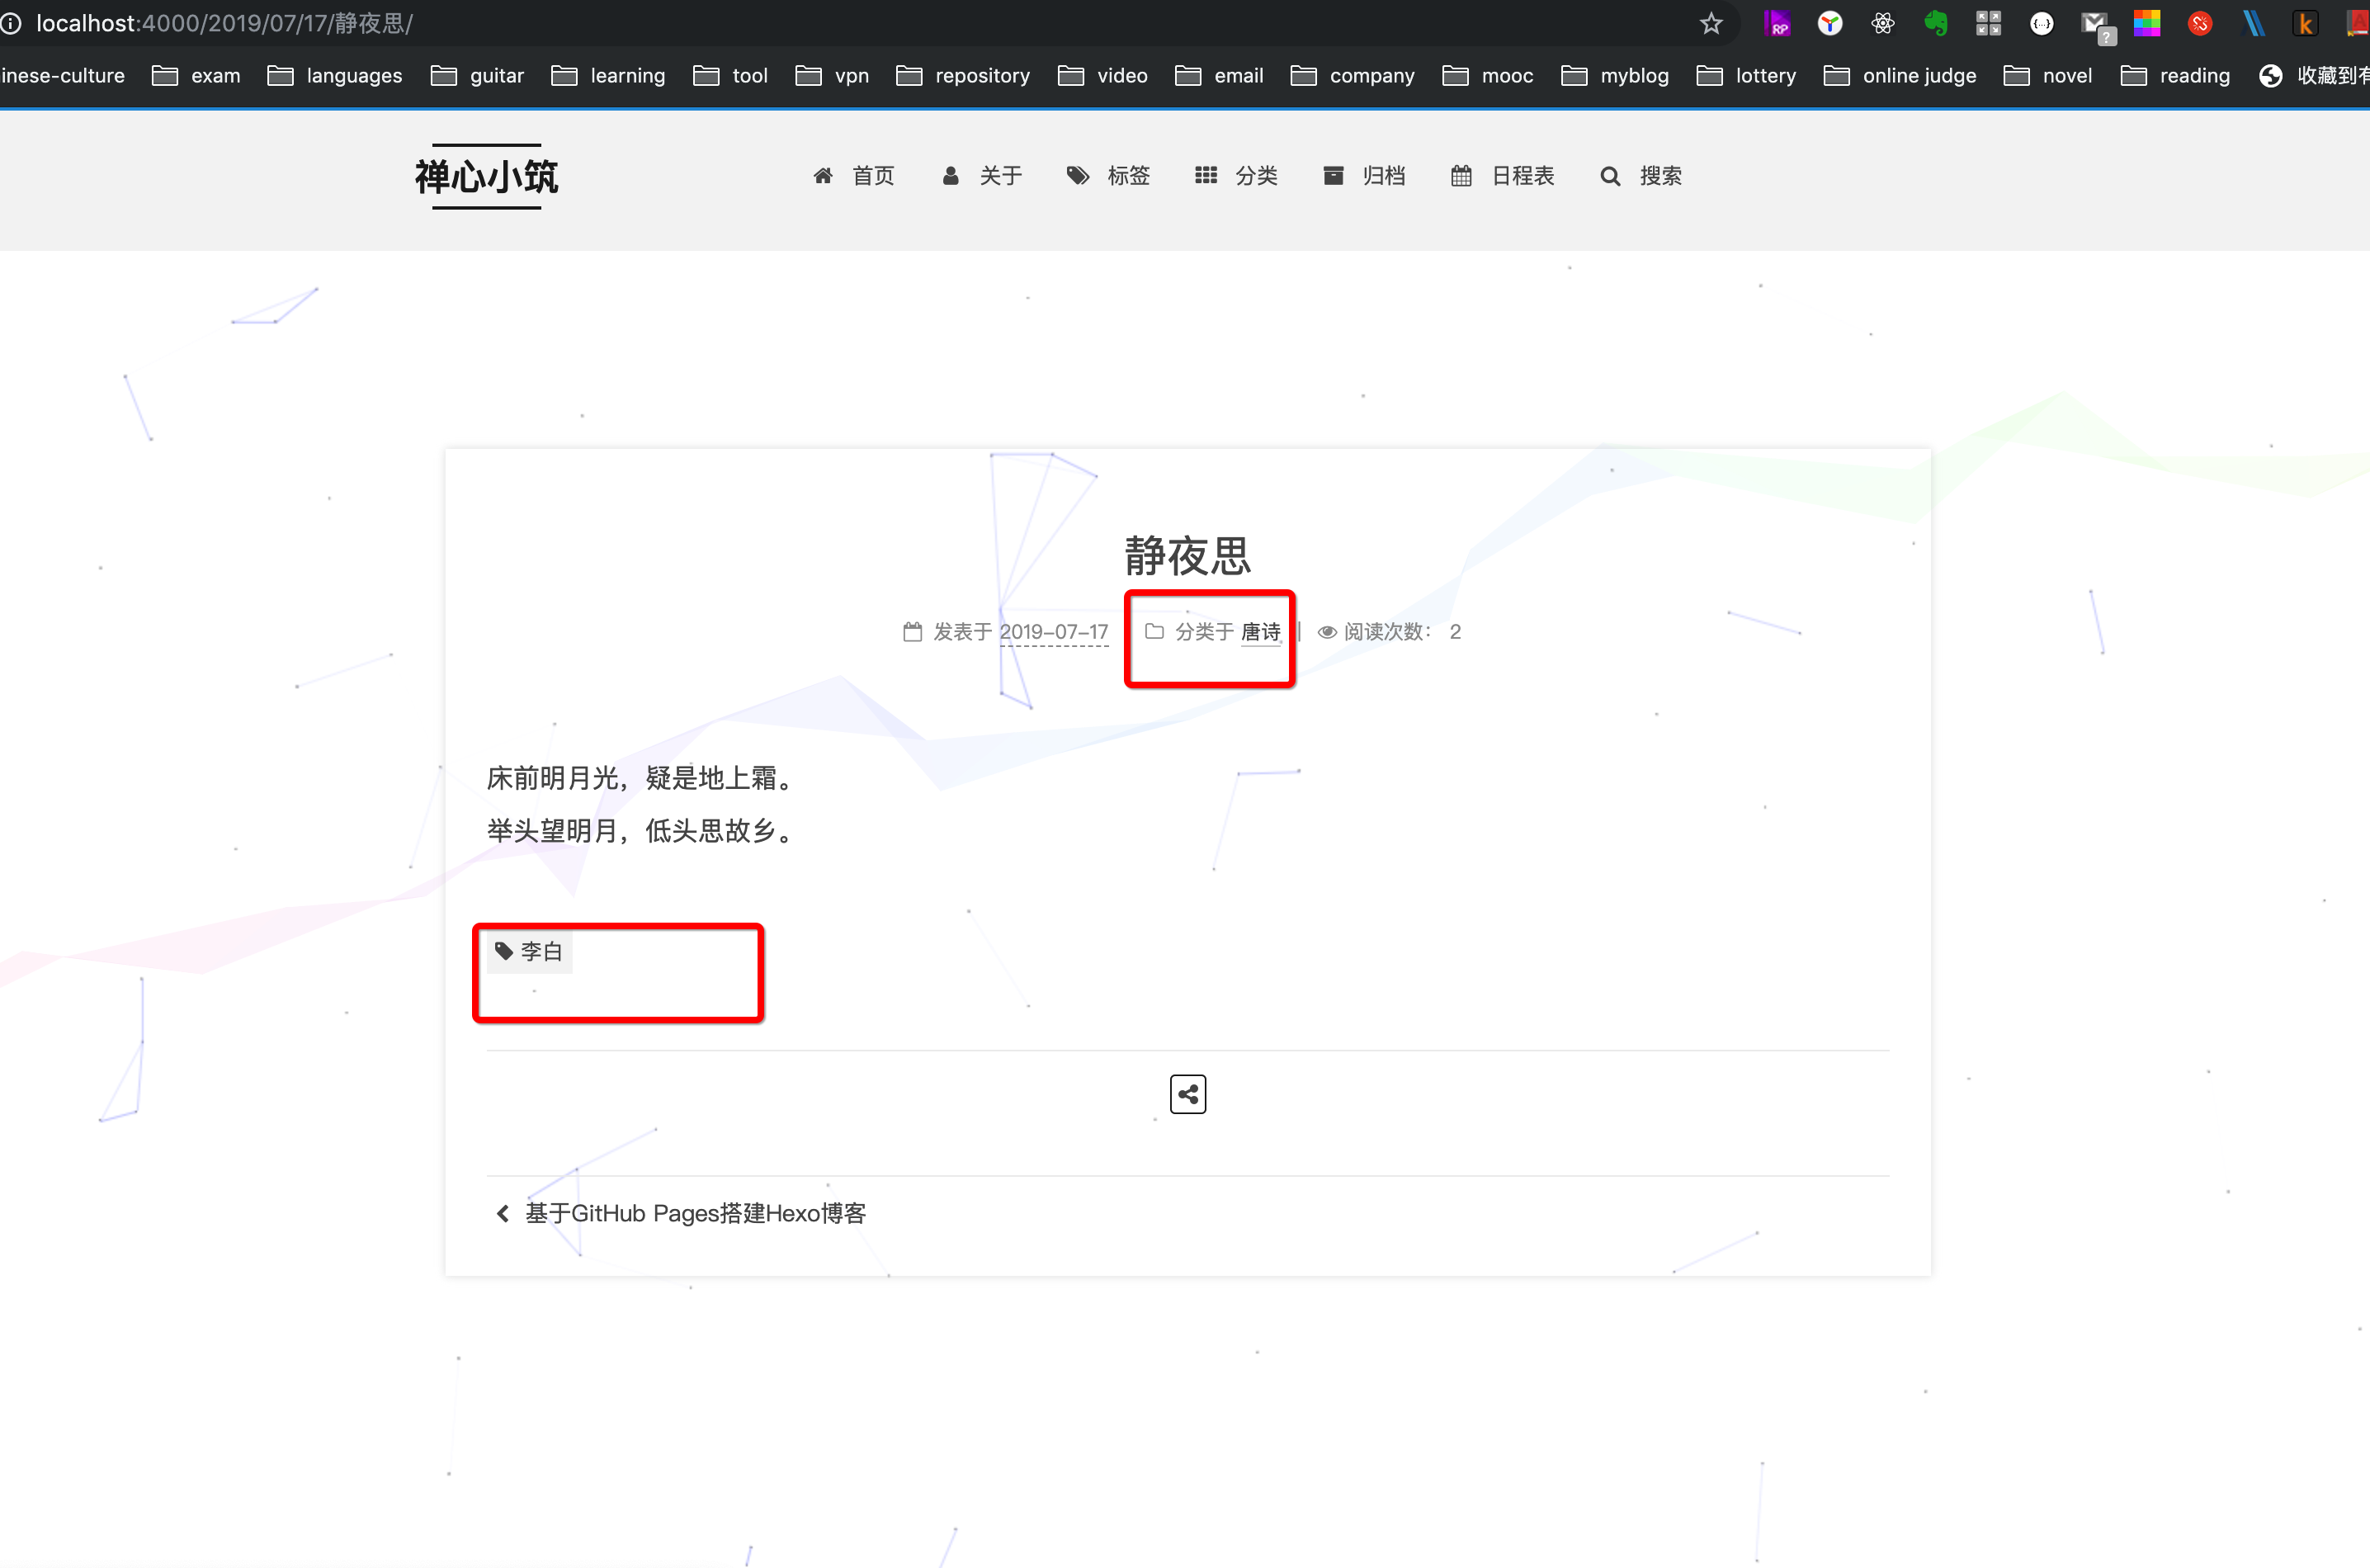 localhost:4000/2019/07/17/静夜思/
inese-culture exam languages guitar learning tool vpn repository video email company mooc myblog lottery online judge novel reading 收藏到有
禅心小筑 首页 关于 标签 分类 归档 日程表 搜索
静夜思
发表于 2019-07-17 分类于 唐诗 | 阅读次数： 2
床前明月光，疑是地上霜。
举头望明月，低头思故乡。
李白
基于GitHub Pages搭建Hexo博客